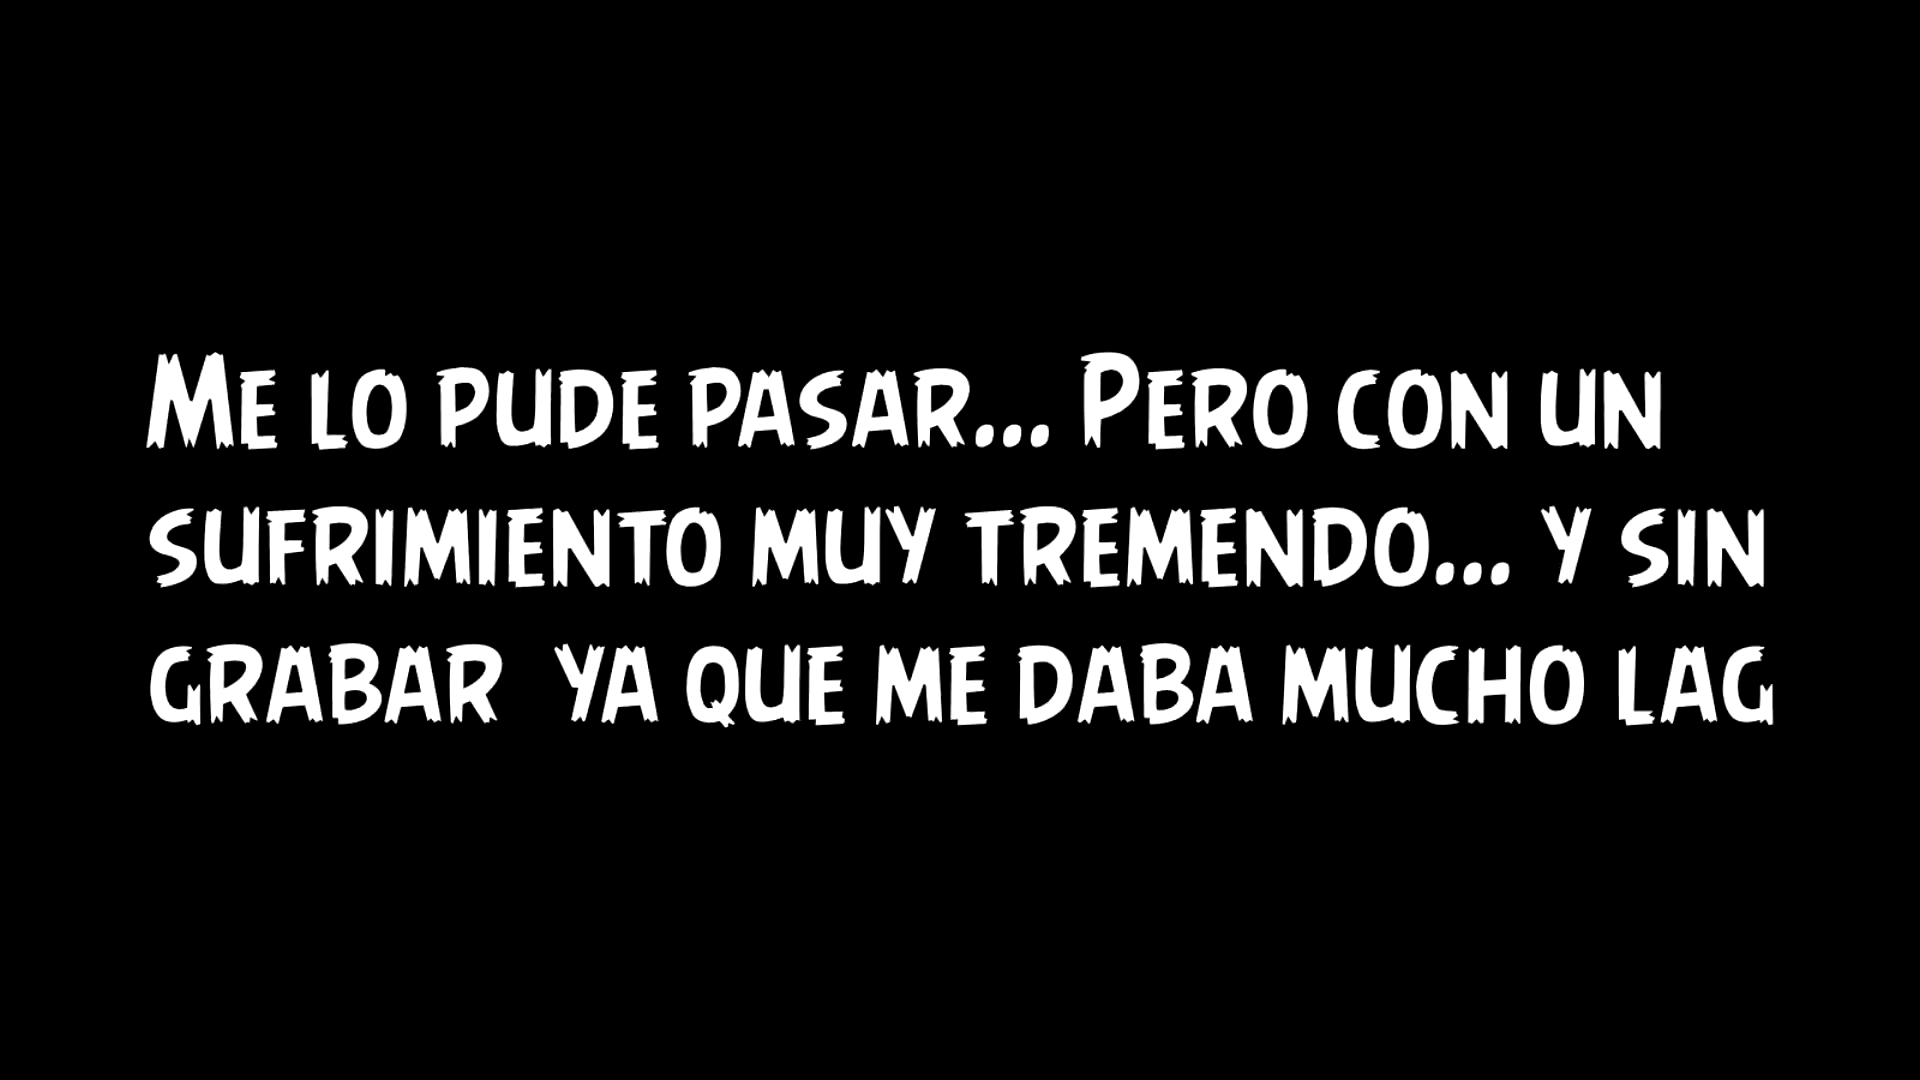 Me lo pude pasar... Pero con un
sufrimiento muy tremendo... y sin
grabar  ya que me daba mucho lag